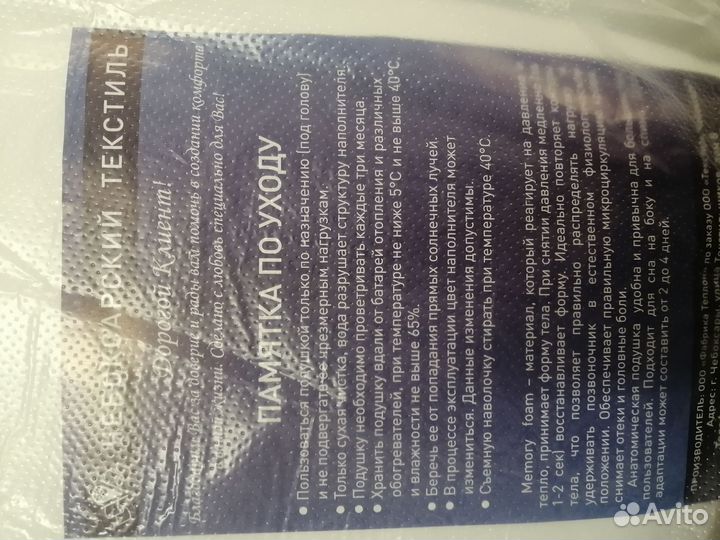 ЧЕБОКСАРСКИЙ ТЕКСТИЛЬ
Дорогой Клиент!
Благодарим Вас за доверие и рады вам помочь в создании комфорта
жизни. Сделано с любовью специально для Вас!
ПАМЯТКА ПО УХОДУ
• Пользоваться подушкой только по назначению (под голову)
и не подвергать ее чрезмерным нагрузкам.
• Только сухая чистка, вода разрушает структуру наполнителя.
• Подушку необходимо проветривать каждые три месяца.
• Хранить подушку вдали от батарей отопления и различных
обогревателей, при температуре не ниже 5°С и не выше 40°С,
и влажности не выше 65%.
• Беречь ее от попадания прямых солнечных лучей.
• В процессе эксплуатации цвет наполнителя может
измениться. Данные изменения допустимы.
• Съемную наволочку стирать при температуре 40°С.
Memory foam – материал, который реагирует на давление
тепло, принимает форму тела. При снятии давления медленно
1-2 сек) восстанавливает форму. Идеально повторяет
тела, что позволяет правильно распределять
удерживать позвоночник в естественном
положении. Обеспечивает правильную
снимает отеки и головные боли.
Анатомическая подушка удобна и привычна для
пользователей. Подходит для сна на боку и на
адаптации может составить от 2 до 4 дней.
ПРОИЗВОДИТЕЛЬ: ООО «Фабрика по заказу ООО
Адрес: г.
Avito